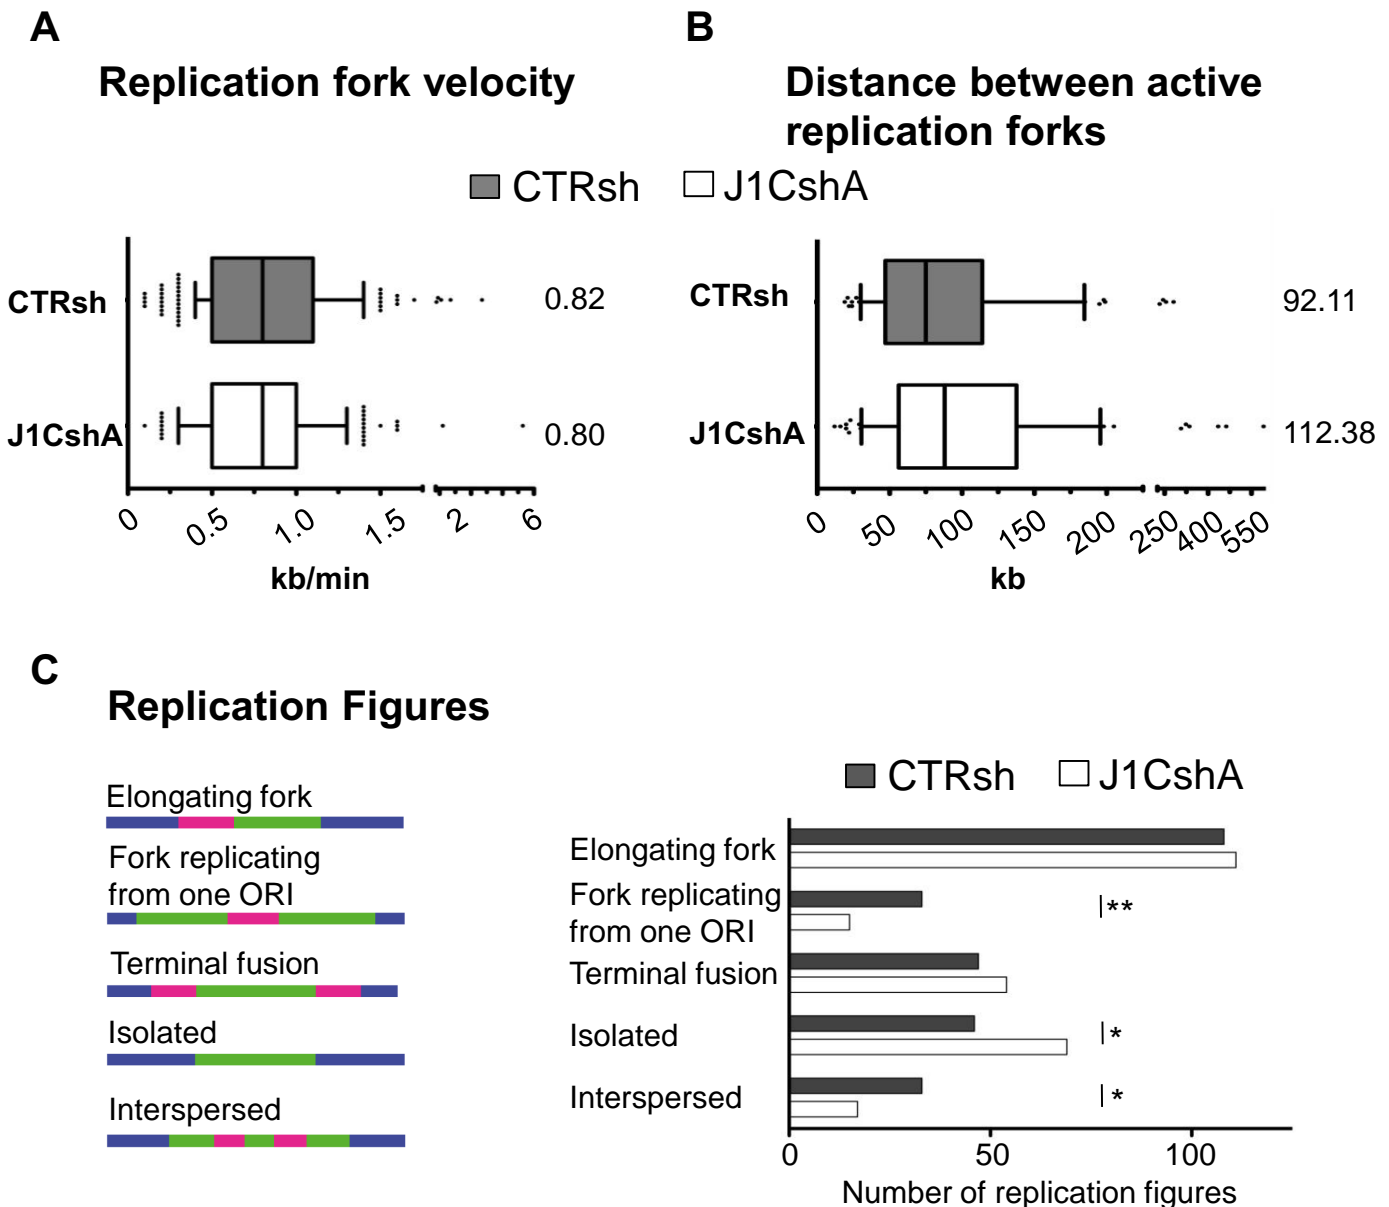 A
Replication fork velocity
B
Distance between active
replication forks
CTRsh
J1CshA
CTRsh
0.82
J1CshA
0.80
0
0.5
1.0
1.5
2
6
kb/min
CTRsh
92.11
J1CshA
112.38
0
50
100
150
200
250
400
550
kb
C
Replication Figures
Elongating fork
Fork replicating
from one ORI
Terminal fusion
Isolated
Interspersed
CTRsh
J1CshA
Elongating fork
Fork replicating
from one ORI
**
Terminal fusion
Isolated
*
Interspersed
*
0
50
100
Number of replication figures